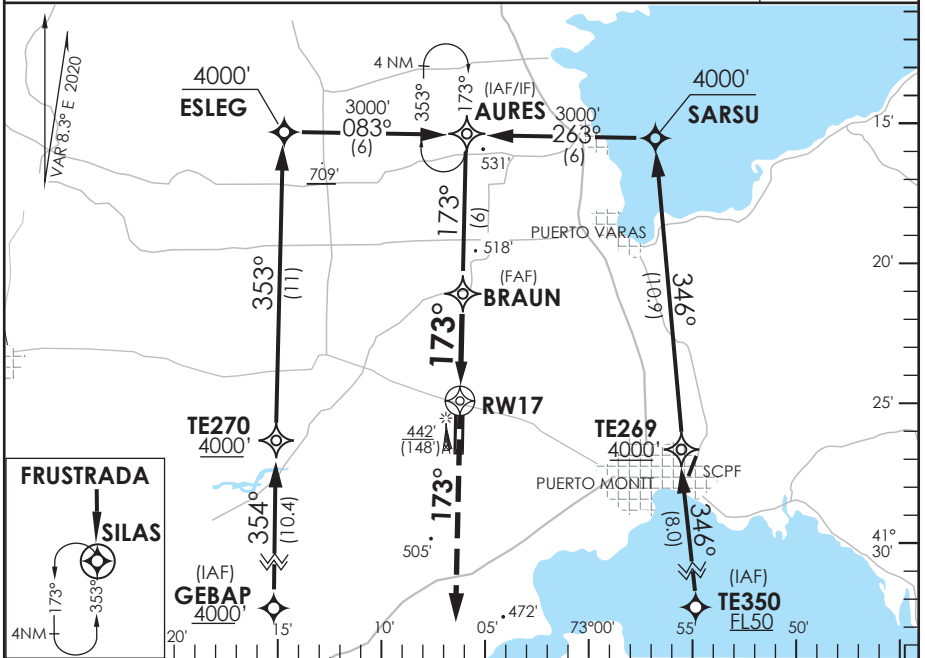 VAR 8.3° E 2020
4000'
ESLEG
4 NM
353°
173°
(IAF/IF)
AURES
4000'
SARSU
3000'
083°
(6)
3000'
263°
(6)
15'
709'
531'
173°
(6)
PUERTO VARAS
518'
20'
353°
(11)
(FAF)
BRAUN
346°
(10.9)
173°
RW17
25'
TE270
4000'
442'
(148')
TE269
4000'
SCPF
PUERTO MONTT
FRUSTRADA
SILAS
173°
353°
4NM
354°
(10.4)
173°
505'
346°
(8.0)
41°
30'
(IAF)
GEBAP
4000'
(IAF)
TE350
FL50
472'
20'
15'
10'
05'
73°00'
55'
50'